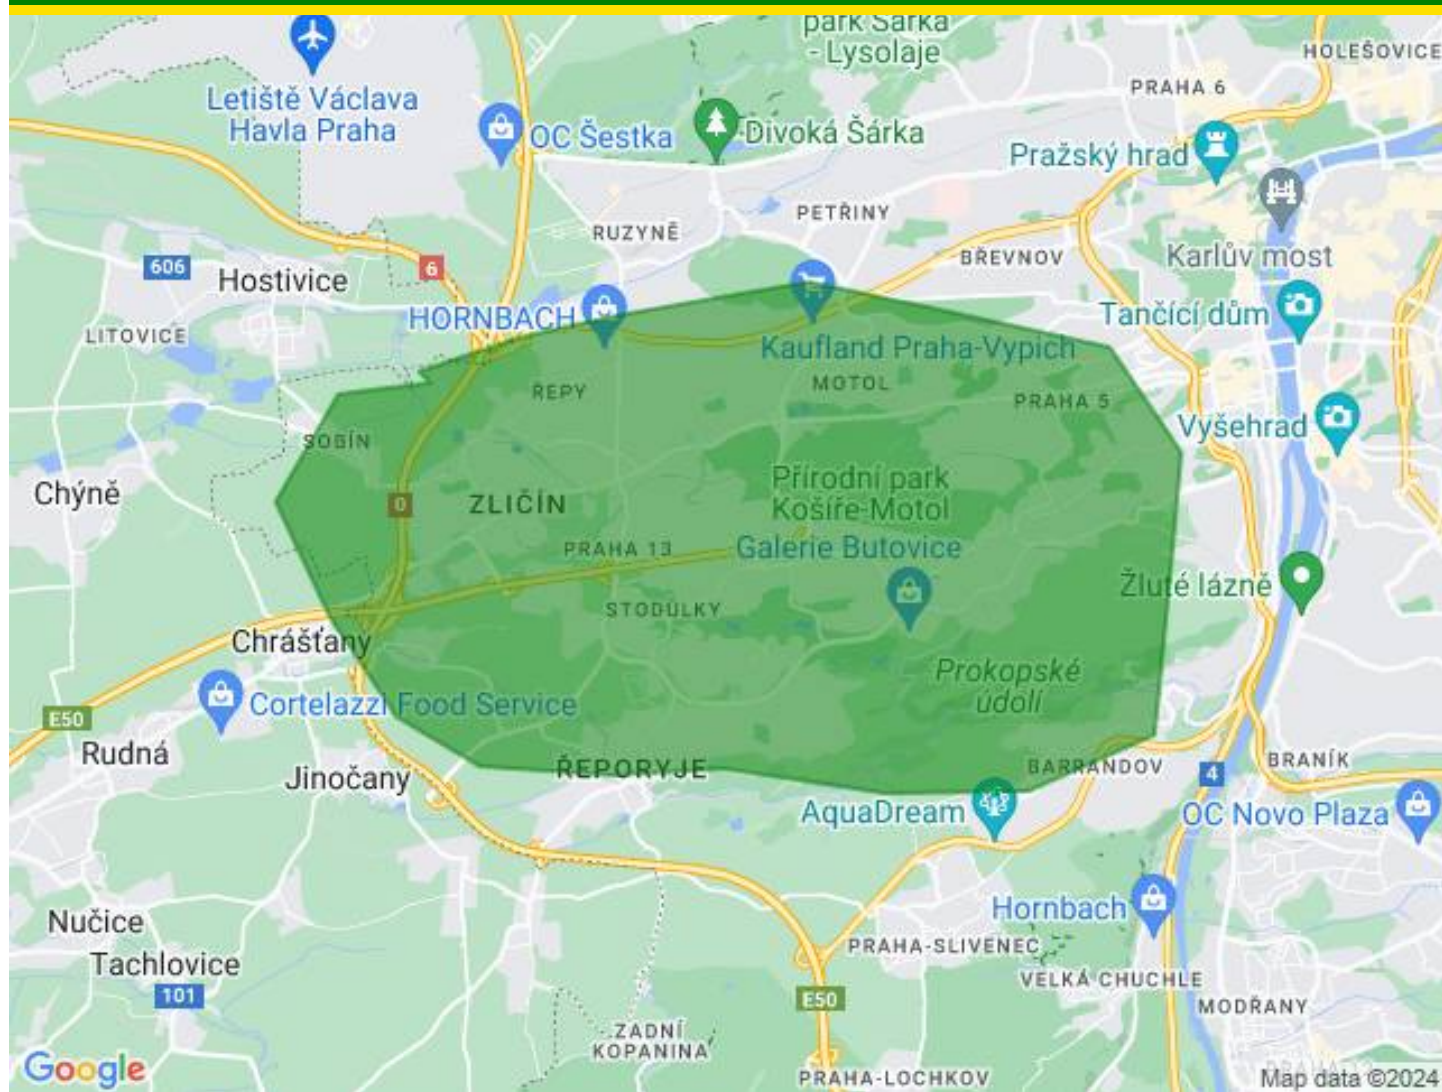 park Šárka
- Lysolaje
HOLEŠOVICE
PRAHA 6
Letiště Václava
Havla Praha
OC Šestka
Divoká Šárka
Pražský hrad
PETŘINY
RUZYNĚ
BŘEVNOV
Karlův most
606
6
Hostivice
HORNBACH
Tančící dům
LITOVICE
Kaufland Praha-Vypich
ŘEPY
MOTOL
PRAHA 5
Vyšehrad
SOBÍN
Přírodní park
Košíře-Motol
Chýně
0
ZLIČÍN
PRAHA 13
Galerie Butovice
Žluté lázně
STODŮLKY
Chrášťany
Prokopské
údolí
Cortelazzi Food Service
E50
Rudná
Jinočany
ŘEPORYJE
BARRANDOV
4
BRANÍK
AquaDream
OC Novo Plaza
Hornbach
Nučice
PRAHA-SLIVENEC
Tachlovice
VELKÁ CHUCHLE
101
E50
MODŘANY
ZADNÍ
KOPANINA
Google
PRAHA-LOCHKOV
Map data ©2024